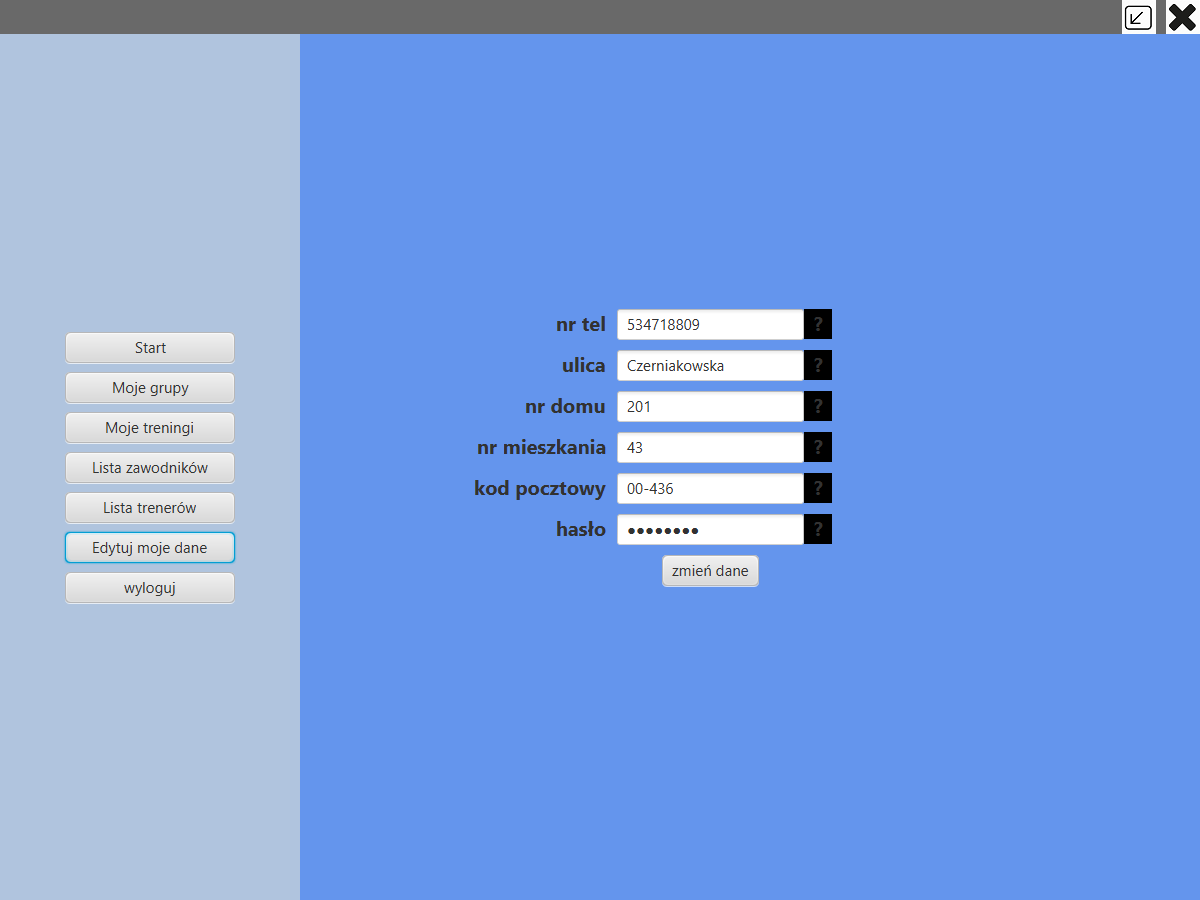 Start
Moje grupy
Moje treningi
Lista zawodników
Lista trenerów
Edytuj moje dane
wyloguj
nr tel 534718809 ?
ulica Czerniakowska ?
nr domu 201 ?
nr mieszkania 43 ?
kod pocztowy 00-436 ?
hasło ●●●●●●●● ?
zmień dane